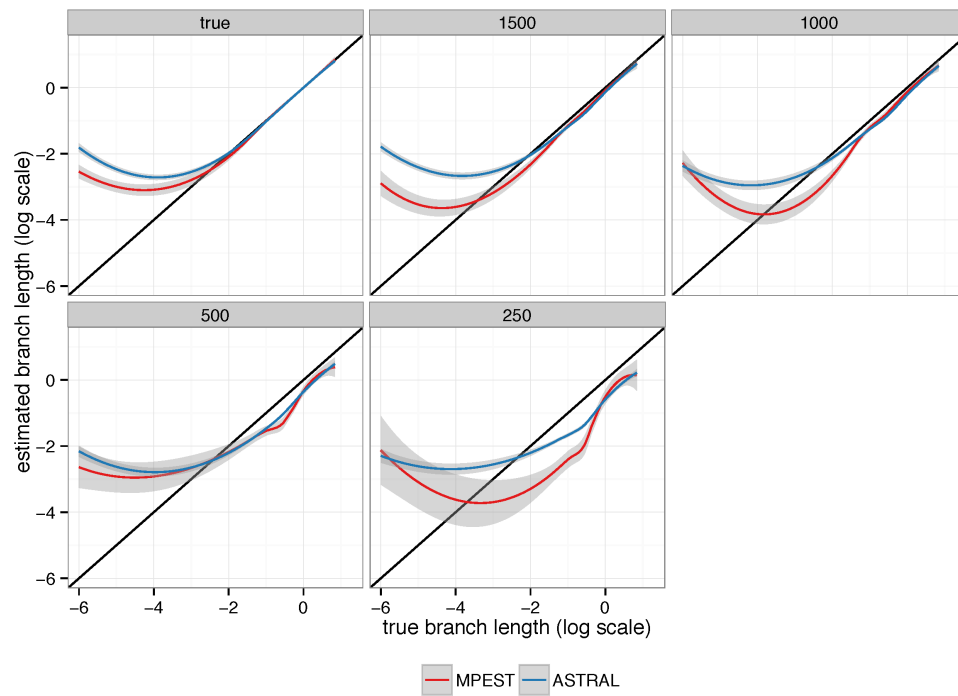 true
1500
1000
0
−2
−4
−6
500
250
0
−2
−4
−6
−6 −4 −2 0
−6 −4 −2 0
estimated branch length (log scale)
true branch length (log scale)
MPEST ASTRAL